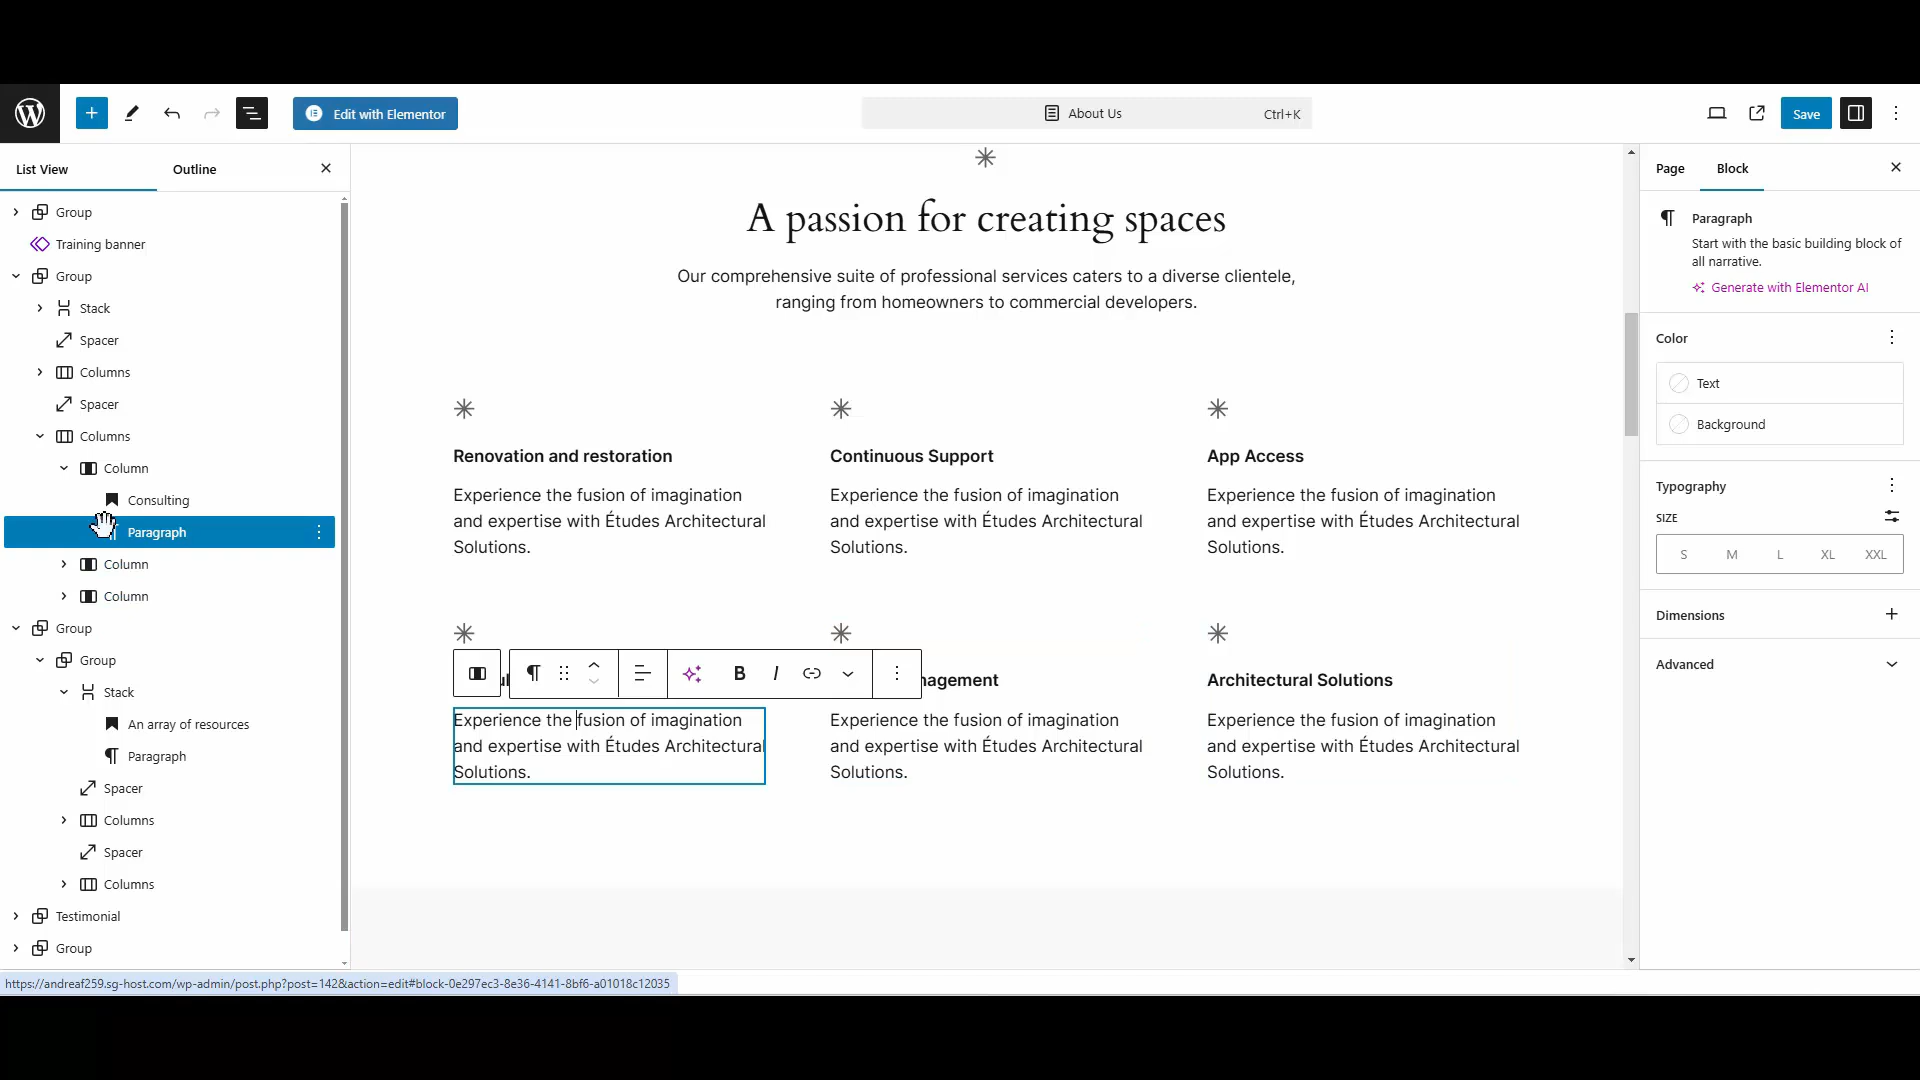 Edit with Elementor
About Us
Ctrl+K
Save
List View
Outline
Group
Training banner
Group
Stack
Spacer
Columns
Spacer
Columns
Column
Consulting
Paragraph
Column
Column
Group
Group
Stack
An array of resources
Paragraph
Spacer
Columns
Spacer
Columns
Testimonial
Group
A passion for creating spaces
Our comprehensive suite of professional services caters to a diverse clientele,
ranging from homeowners to commercial developers.
Renovation and restoration
Experience the fusion of imagination
and expertise with Études Architectural
Solutions.
Continuous Support
Experience the fusion of imagination
and expertise with Études Architectural
Solutions.
App Access
Experience the fusion of imagination
and expertise with Études Architectural
Solutions.
B I
Experience the fusion of imagination
and expertise with Études Architectural
Solutions.
nagement
Experience the fusion of imagination
and expertise with Études Architectural
Solutions.
Architectural Solutions
Experience the fusion of imagination
and expertise with Études Architectural
Solutions.
Page
Block
Paragraph
Start with the basic building block of
all narrative.
Generate with Elementor AI
Color
Text
Background
Typography
SIZE
S M L XL XXL
Dimensions
Advanced
https://andreaf259.sg-host.com/wp-admin/post.php?post=142&action=edit#block-0e297ec3-8e36-4141-8bf6-a01018c12035